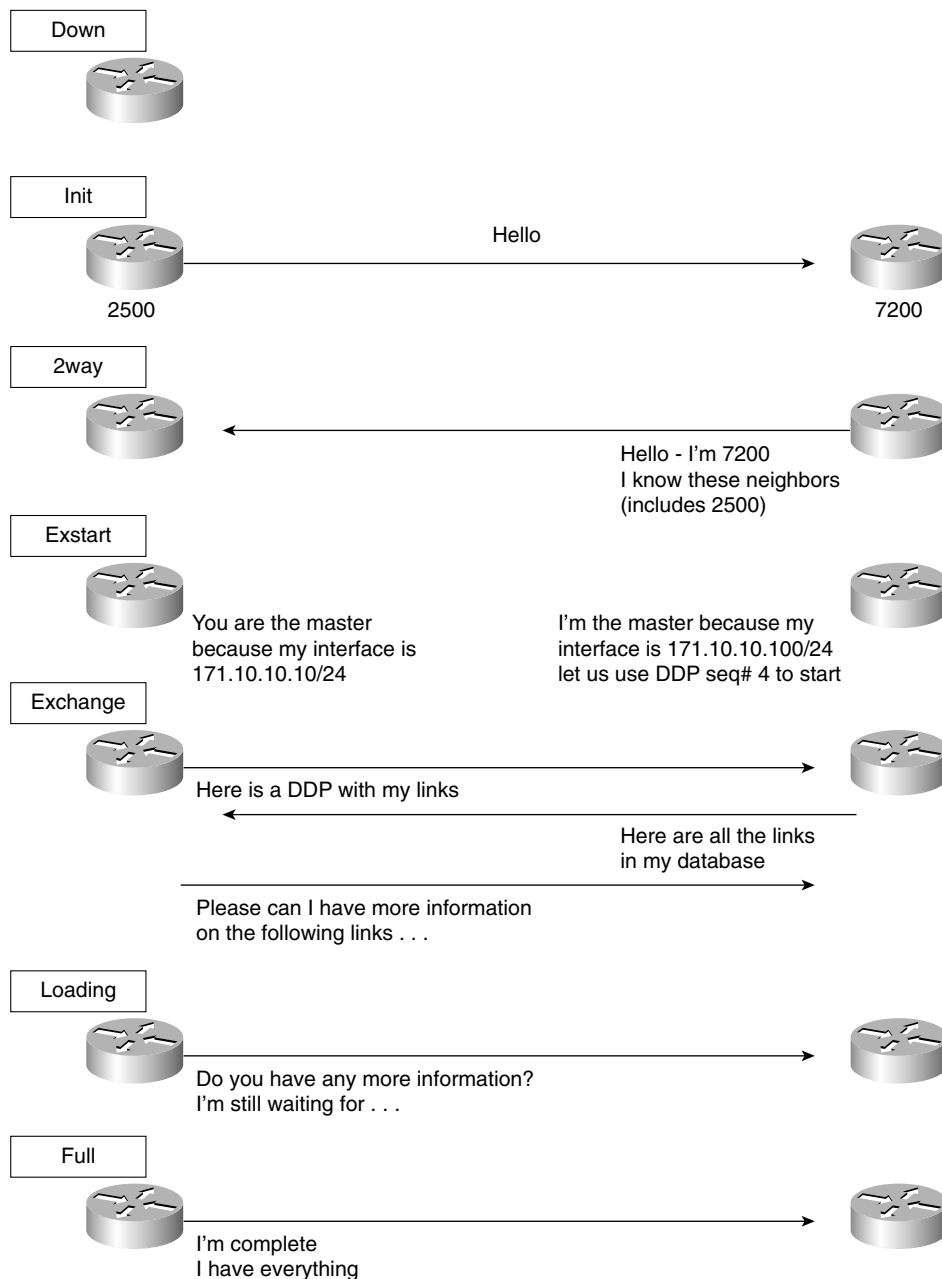 Down
Init
Hello
2500
7200
2way
Hello - I'm 7200
I know these neighbors
(includes 2500)
Exstart
You are the master
because my interface is
171.10.10.10/24
I'm the master because my
interface is 171.10.10.100/24
let us use DDP seq# 4 to start
Exchange
Here is a DDP with my links
Here are all the links
in my database
Please can I have more information
on the following links . . .
Loading
Do you have any more information?
I'm still waiting for . . .
Full
I'm complete
I have everything